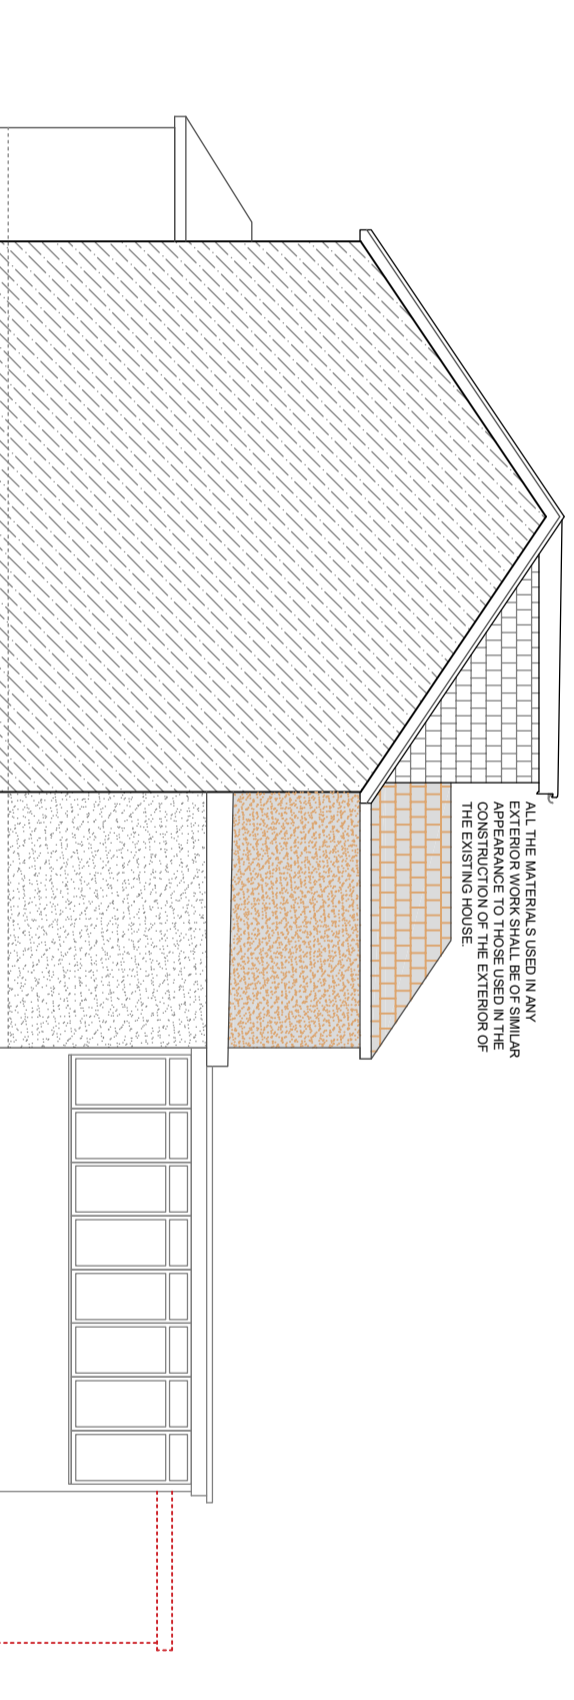 ALL THE MATERIALS USED IN ANY
EXTERIOR WORK SHALL BE OF SIMILAR
APPEARANCE TO THOSE USED IN THE
CONSTRUCTION OF THE EXTERIOR OF
THE EXISTING HOUSE.